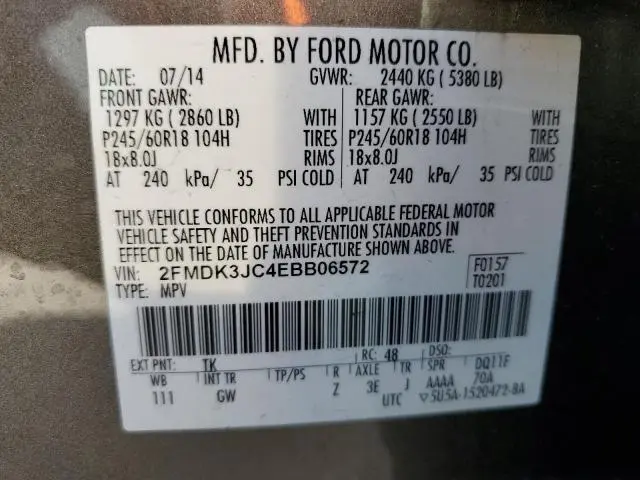 MFD. BY FORD MOTOR CO.
DATE: 07/14 GVWR: 2440 KG ( 5380 LB)
FRONT GAWR: REAR GAWR:
1297 KG ( 2860 LB) WITH 1157 KG ( 2550 LB) WITH
P245/60R18 104H TIRES P245/60R18 104H TIRES
18x8.0J RIMS 18x8.0J RIMS
AT 240 kPa/ 35 PSI COLD AT 240 kPa/ 35 PSI COLD
THIS VEHICLE CONFORMS TO ALL APPLICABLE FEDERAL MOTOR
VEHICLE SAFETY AND THEFT PREVENTION STANDARDS IN
EFFECT ON THE DATE OF MANUFACTURE SHOWN ABOVE.
VIN: 2FMDK3JC4EBB06572 F0157
TYPE: MPV T0201
EXT PNT: TK RC: 48 DSO:
WB INT TR TP/PS R AXLE TR SPR DQ11F
111 GW Z 3E J AAAA 70A
UTC ▽5U5A-1520472-BA